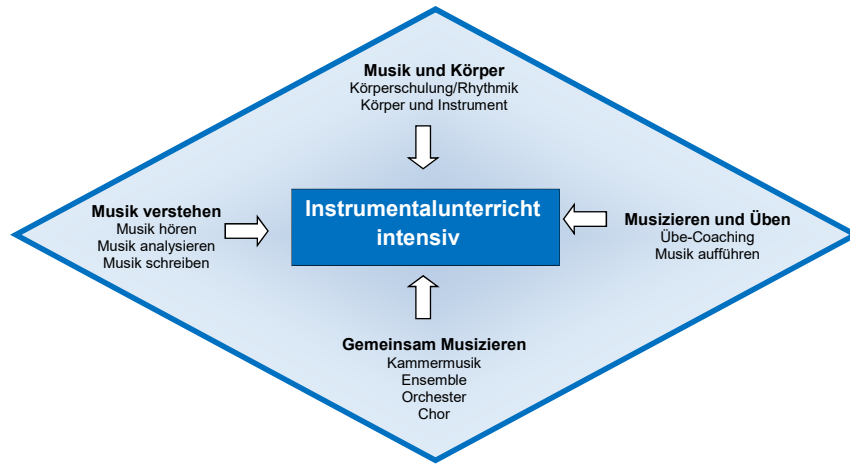 Musik und Körper
Körperschulung/Rhythmik
Körper und Instrument
Musik verstehen
Musik hören
Musik analysieren
Musik schreiben
Instrumentalunterricht
intensiv
Musizieren und Üben
Übe-Coaching
Musik aufführen
Gemeinsam Musizieren
Kammermusik
Ensemble
Orchester
Chor